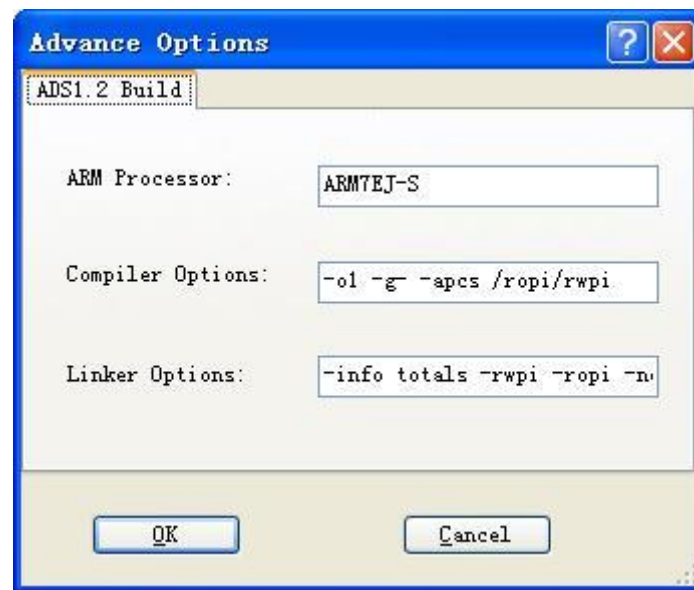 Advance Options
ADS1.2 Build
ARM Processor: ARM7EJ-S
Compiler Options: -o1 -g- -apcs /ropi/rwpi
Linker Options: -info totals -rwpi -ropi
OK Cancel